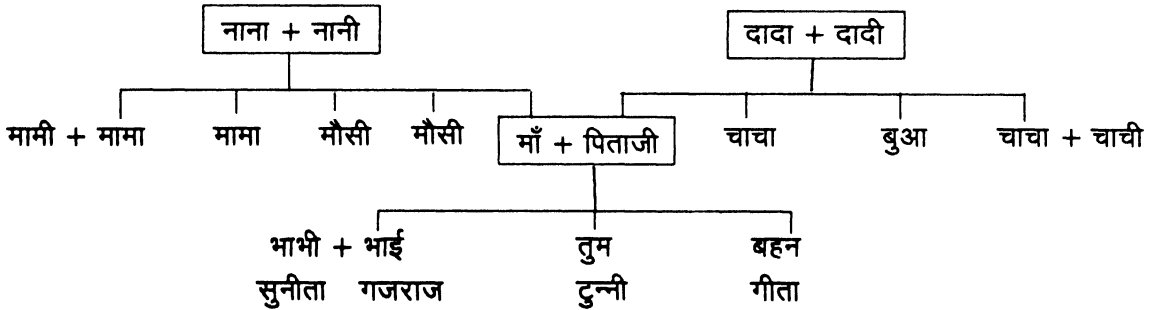 नाना + नानी दादा + दादी
मामी + मामा मामा मौसी मौसी माँ + पिताजी चाचा बुआ चाचा + चाची
भाभी + भाई तुम बहन
सुनीता गजराज टुन्नी गीता